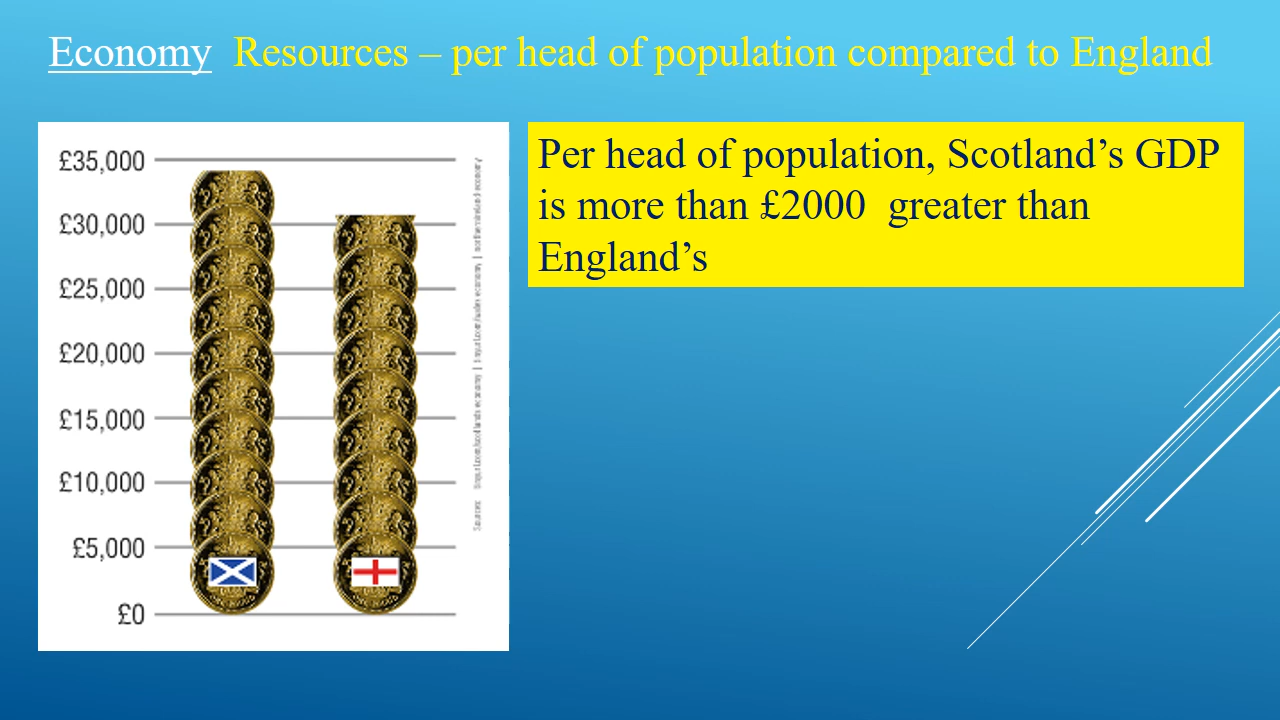 Economy Resources – per head of population compared to England
Per head of population, Scotland’s GDP
is more than £2000 greater than
England’s
£35,000
£30,000
£25,000
£20,000
£15,000
£10,000
£5,000
£0